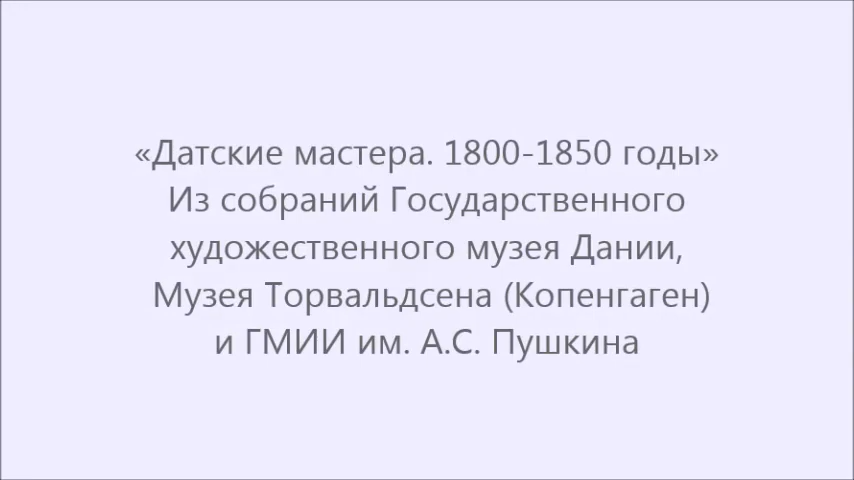 «Датские мастера. 1800-1850 годы»
Из собраний Государственного
художественного музея Дании,
Музея Торвальдсена (Копенгаген)
и ГМИИ им. А.С. Пушкина